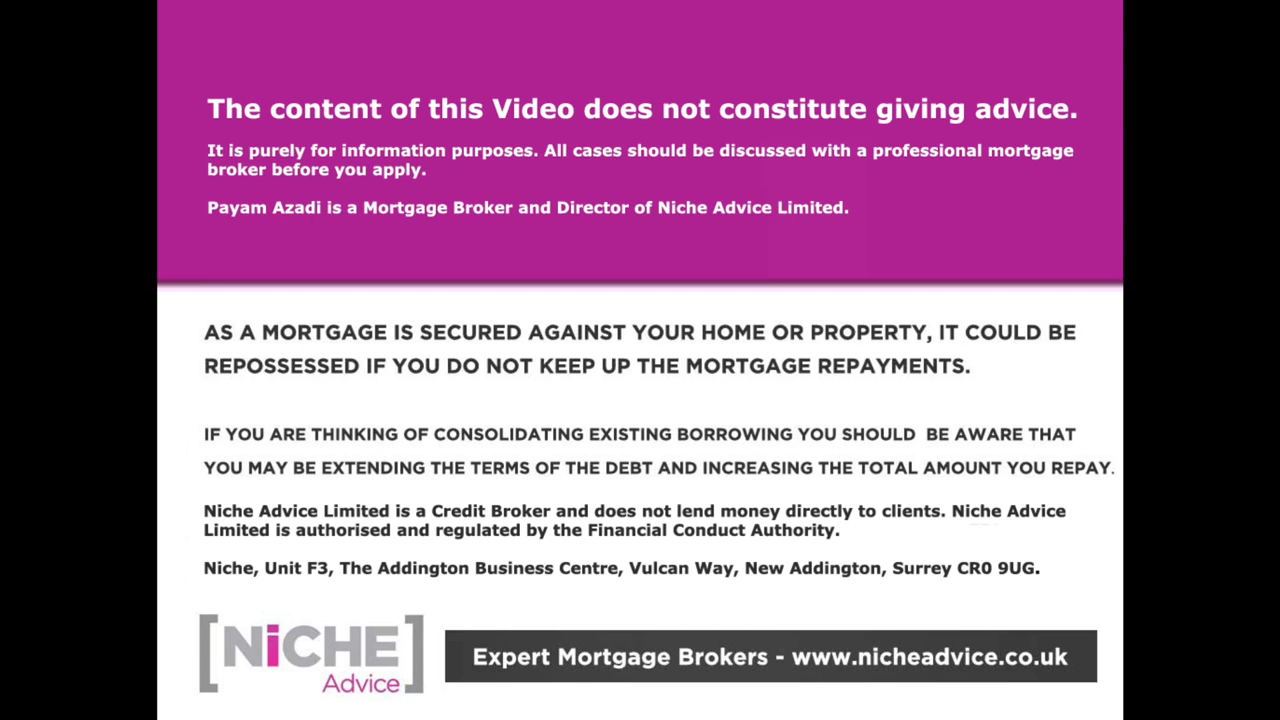 The content of this Video does not constitute giving advice.
It is purely for information purposes. All cases should be discussed with a professional mortgage
broker before you apply.
Payam Azadi is a Mortgage Broker and Director of Niche Advice Limited.
AS A MORTGAGE IS SECURED AGAINST YOUR HOME OR PROPERTY, IT COULD BE
REPOSSESSED IF YOU DO NOT KEEP UP THE MORTGAGE REPAYMENTS.
IF YOU ARE THINKING OF CONSOLIDATING EXISTING BORROWING YOU SHOULD BE AWARE THAT
YOU MAY BE EXTENDING THE TERMS OF THE DEBT AND INCREASING THE TOTAL AMOUNT YOU REPAY.
Niche Advice Limited is a Credit Broker and does not lend money directly to clients. Niche Advice
Limited is authorised and regulated by the Financial Conduct Authority.
Niche, Unit F3, The Addington Business Centre, Vulcan Way, New Addington, Surrey CR0 9UG.
[NiCHE
Advice]
Expert Mortgage Brokers - www.nicheadvice.co.uk